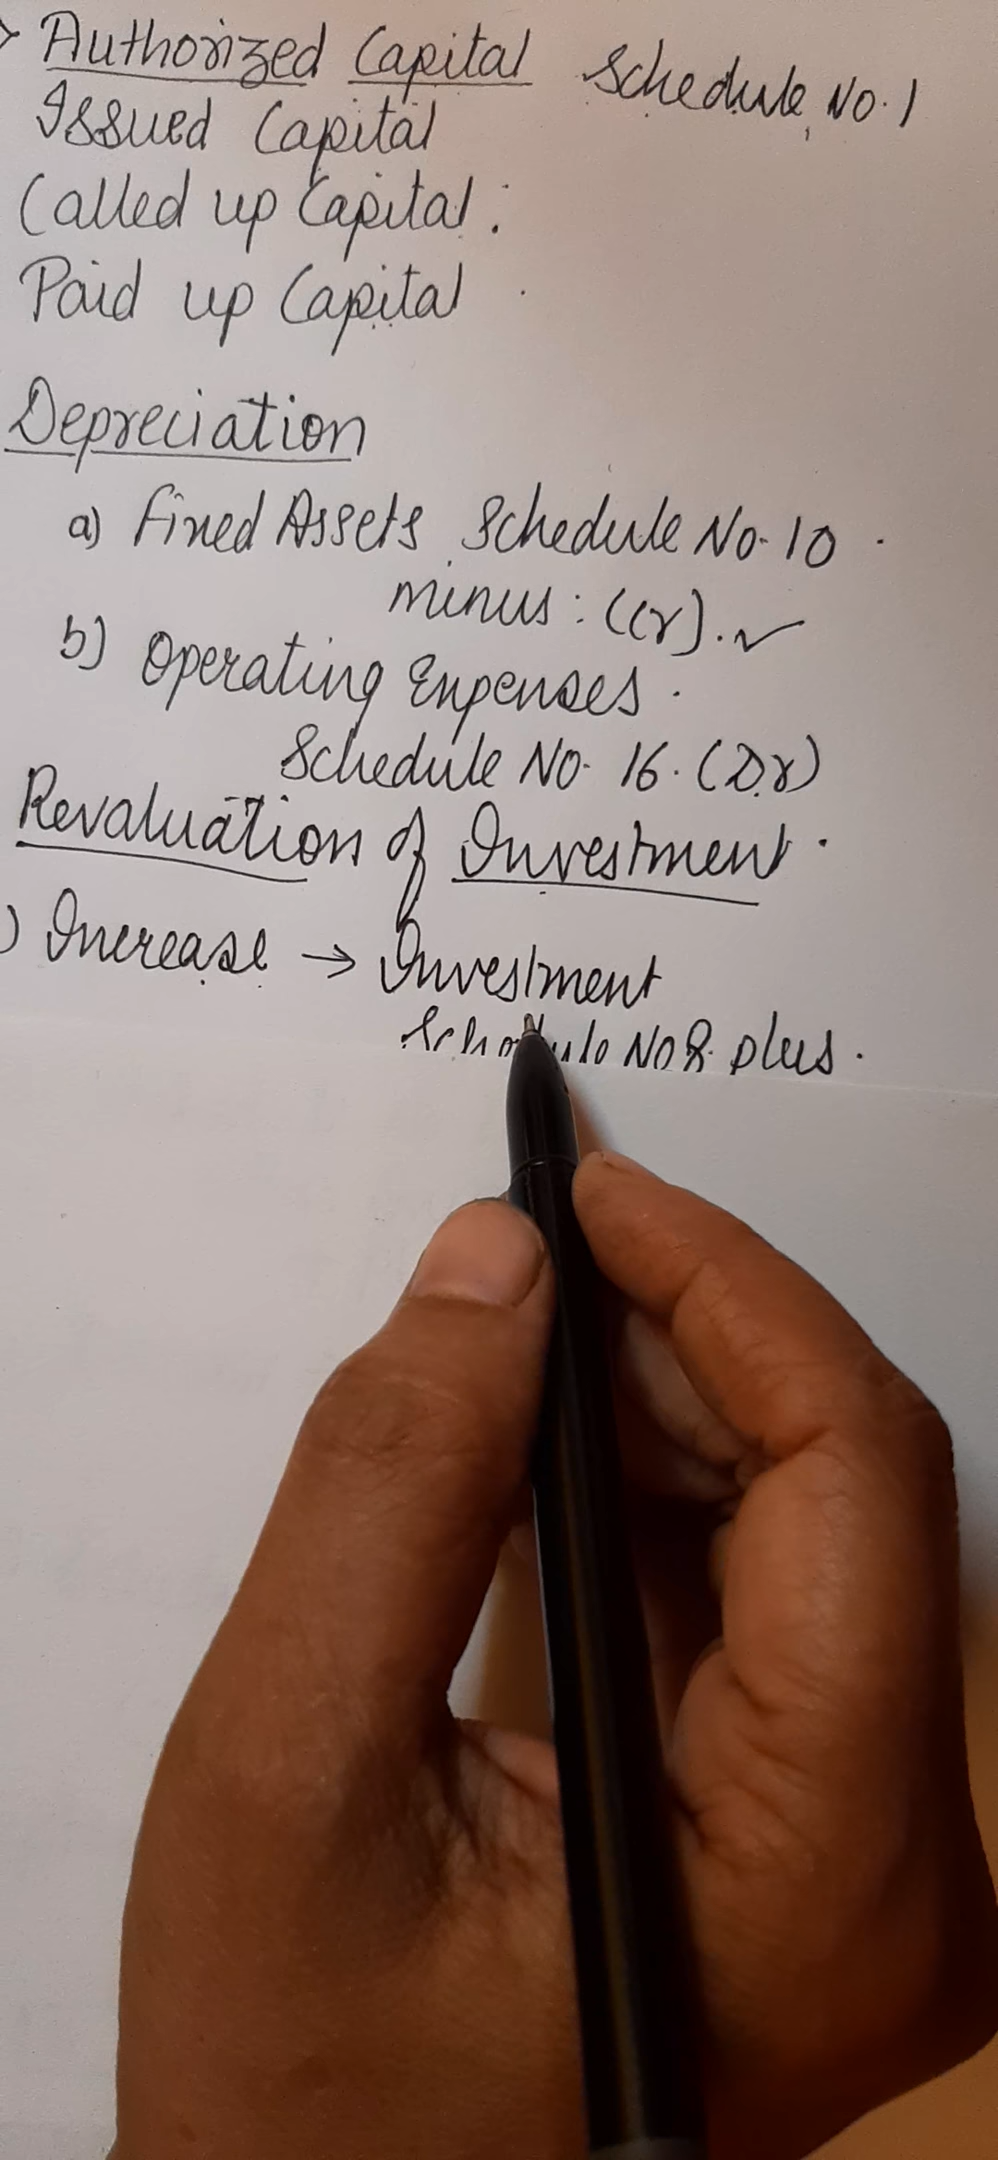 Authorized Capital Schedule No. 1
Issued Capital
Called up Capital.
Paid up Capital
Depreciation
a) Fixed Assets Schedule No. 10
minus: (Cr). ✓
b) Operating Expenses.
Schedule No. 16. (Dr)
Revaluation of Investment.
) Increase → Investment
Schedule No 8. plus.